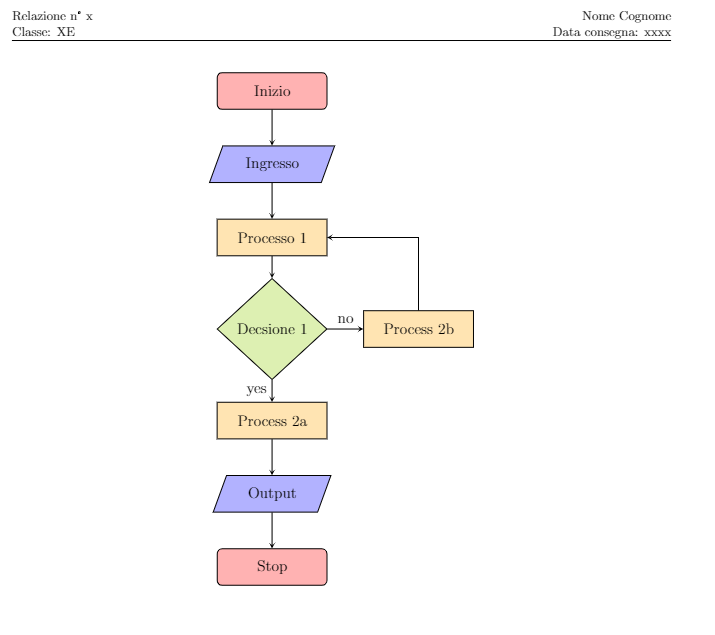 Relazione n° x
Nome Cognome
Classe: XE
Data consegna: xxxx
Inizio
Ingresso
Processo 1
Decsione 1
no
Process 2b
yes
Process 2a
Output
Stop